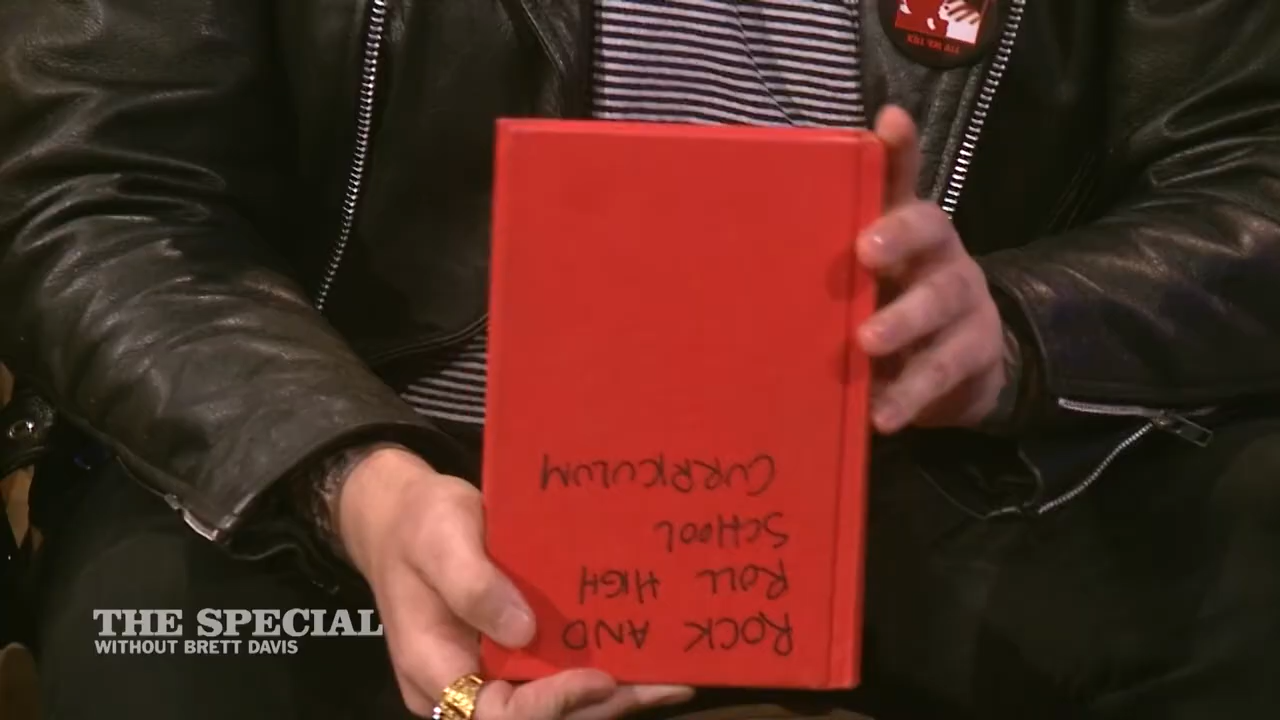 ROCK AND
ROLL HIGH
SCHOOL
CURRICULUM
THE SPECIAL
WITHOUT BRETT DAVIS